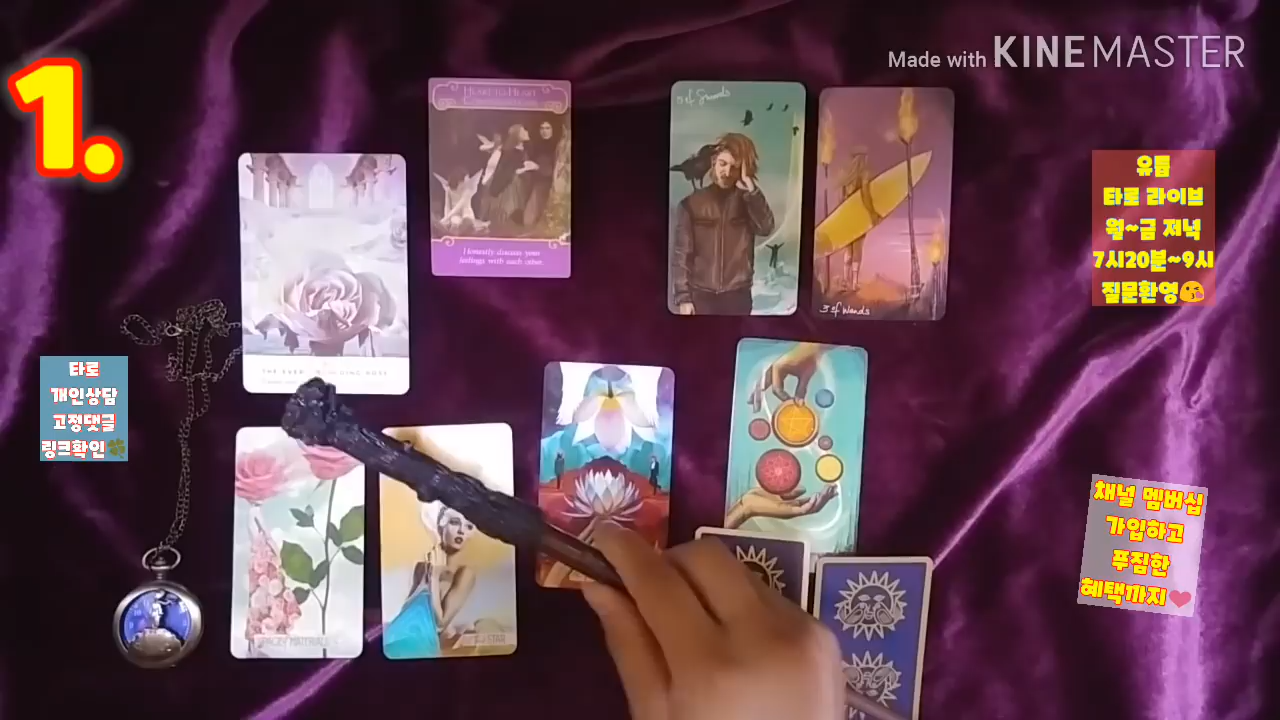 1.
Made with KINEMASTER
HEART-TO-HEART
Honestly discuss your
feelings with each other.
3 of Wands
유튭
타로 라이브
월~금 저녁
7시20분~9시
질문환영😘
타로
개인상담
고정댓글
링크확인🍀
채널 멤버십
가입하고
푸짐한
혜택까지❤